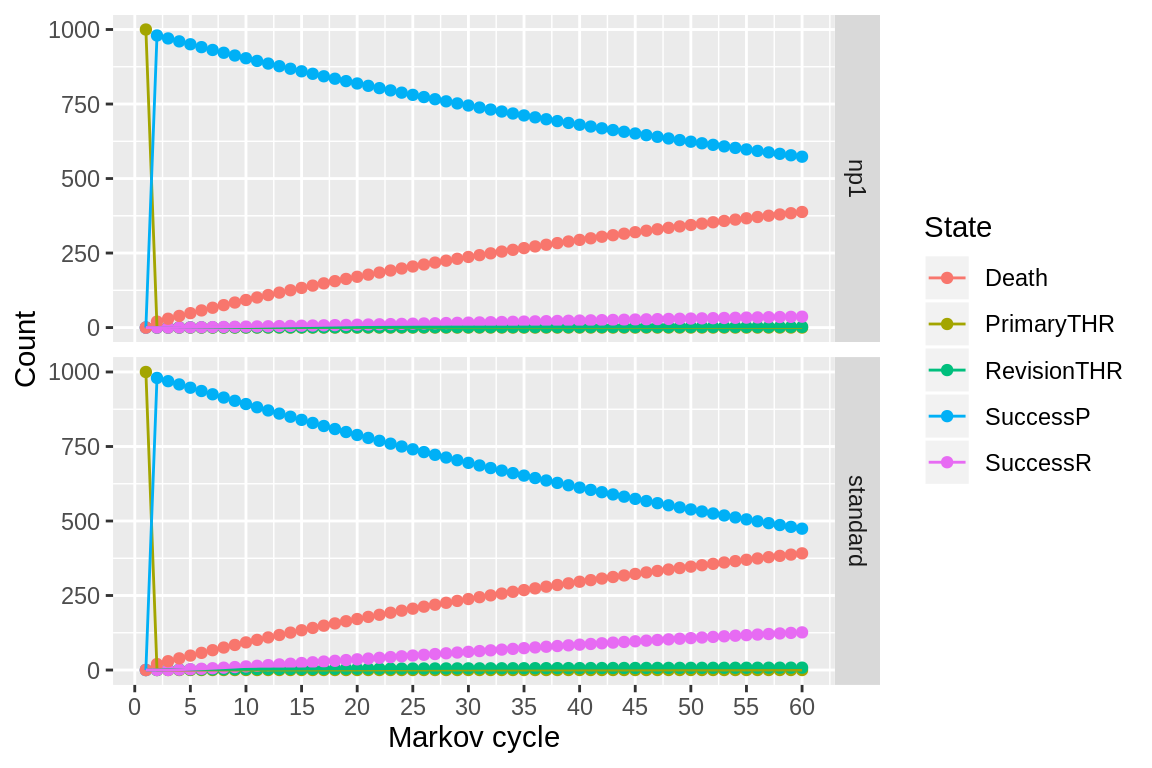 1000
750
500
250
0
np1
1000
750
500
250
0
standard
Count
0 5 10 15 20 25 30 35 40 45 50 55 60
Markov cycle
State
Death
PrimaryTHR
RevisionTHR
SuccessP
SuccessR